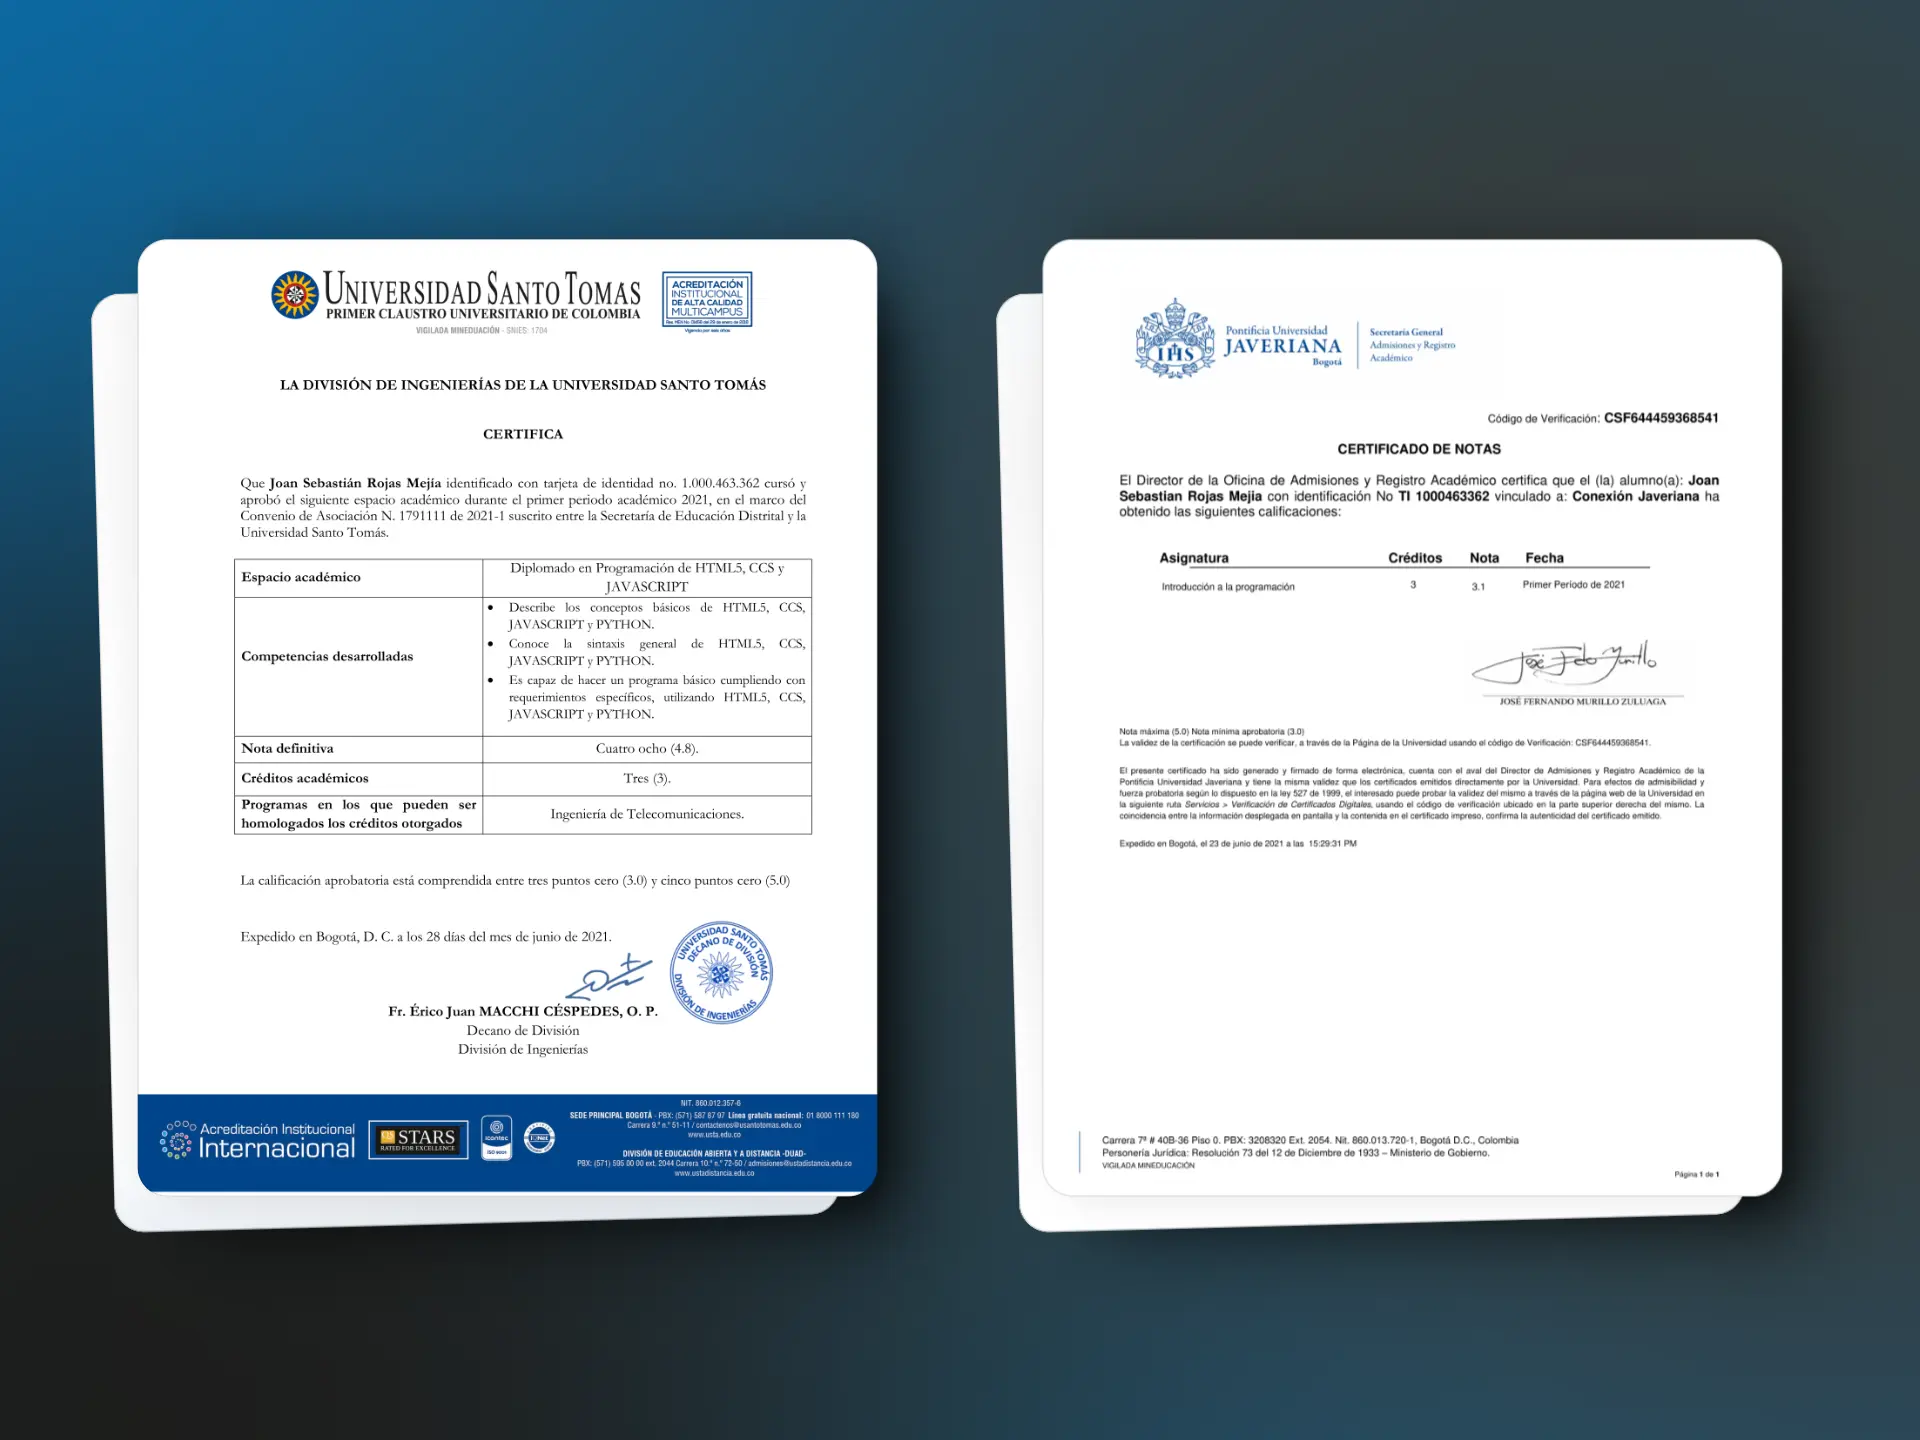 UNIVERSIDAD SANTO TOMAS
PRIMER CLAUSTRO UNIVERSITARIO DE COLOMBIA
VIGILADA MINEDUACIÓN - SNIES: 1704
ACREDITACIÓN
INSTITUCIONAL
DE ALTA CALIDAD
MULTICAMPUS
Vigencia por seis años
LA DIVISIÓN DE INGENIERÍAS DE LA UNIVERSIDAD SANTO TOMÁS
CERTIFICA
Que Joan Sebastián Rojas Mejía identificado con tarjeta de identidad no. 1.000.463.362 cursó y
aprobó el siguiente espacio académico durante el primer periodo académico 2021, en el marco del
Convenio de Asociación N. 1791111 de 2021-1 suscrito entre la Secretaría de Educación Distrital y la
Universidad Santo Tomás.
Espacio académico
Diplomado en Programación de HTML5, CCS y
JAVASCRIPT
Competencias desarrolladas
• Describe los conceptos básicos de HTML5, CCS,
JAVASCRIPT y PYTHON.
• Conoce la sintaxis general de HTML5, CCS,
JAVASCRIPT y PYTHON.
• Es capaz de hacer un programa básico cumpliendo con
requerimientos específicos, utilizando HTML5, CCS,
JAVASCRIPT y PYTHON.
Nota definitiva
Cuatro ocho (4.8).
Créditos académicos
Tres (3).
Programas en los que pueden ser
homologados los créditos otorgados
Ingeniería de Telecomunicaciones.
La calificación aprobatoria está comprendida entre tres puntos cero (3.0) y cinco puntos cero (5.0)
Expedido en Bogotá, D. C. a los 28 días del mes de junio de 2021.
UNIVERSIDAD SANTO TOMÁS
DECANO DE DIVISIÓN
DIVISIÓN DE INGENIERÍAS
Fr. Érico Juan MACCHI CÉSPEDES, O. P.
Decano de División
División de Ingenierías
Acreditación Institucional
Internacional
QS STARS
RATED FOR EXCELLENCE
icontec
ISO 9001
IQNet
NIT. 860.012.357-6
SEDE PRINCIPAL BOGOTÁ - PBX: (571) 587 87 97 Línea gratuita nacional: 01 8000 111 180
Carrera 9.ª n.° 51-11 / contactenos@usantotomas.edu.co
www.usta.edu.co
DIVISIÓN DE EDUCACIÓN ABIERTA Y A DISTANCIA -DUAD-
PBX: (571) 595 00 00 ext. 2044 Carrera 10.ª n.° 72-50 / admisiones@ustadistancia.edu.co
www.ustadistancia.edu.co
IHS
Pontificia Universidad
JAVERIANA
Bogotá
Secretaría General
Admisiones y Registro
Académico
Código de Verificación: CSF644459368541
CERTIFICADO DE NOTAS
El Director de la Oficina de Admisiones y Registro Académico certifica que el (la) alumno(a): Joan
Sebastian Rojas Mejia con identificación No TI 1000463362 vinculado a: Conexión Javeriana ha
obtenido las siguientes calificaciones:
Asignatura Créditos Nota Fecha
Introducción a la programación 3 3.1 Primer Período de 2021
José Fdo Murillo
JOSÉ FERNANDO MURILLO ZULUAGA
Nota máxima (5.0) Nota mínima aprobatoria (3.0)
La validez de la certificación se puede verificar, a través de la Página de la Universidad usando el código de Verificación: CSF644459368541.
El presente certificado ha sido generado y firmado de forma electrónica, cuenta con el aval del Director de Admisiones y Registro Académico de la
Pontificia Universidad Javeriana y tiene la misma validez que los certificados emitidos directamente por la Universidad. Para efectos de admisibilidad y
fuerza probatoria según lo dispuesto en la ley 527 de 1999, el interesado puede probar la validez del mismo a través de la página web de la Universidad en
la siguiente ruta Servicios > Verificación de Certificados Digitales, usando el código de verificación ubicado en la parte superior derecha del mismo. La
coincidencia entre la información desplegada en pantalla y la contenida en el certificado impreso, confirma la autenticidad del certificado emitido.
Expedido en Bogotá, el 23 de junio de 2021 a las 15:29:31 PM
Carrera 7ª # 40B-36 Piso 0. PBX: 3208320 Ext. 2054. Nit. 860.013.720-1, Bogotá D.C., Colombia
Personería Jurídica: Resolución 73 del 12 de Diciembre de 1933 – Ministerio de Gobierno.
VIGILADA MINEDUCACIÓN
Página 1 de 1